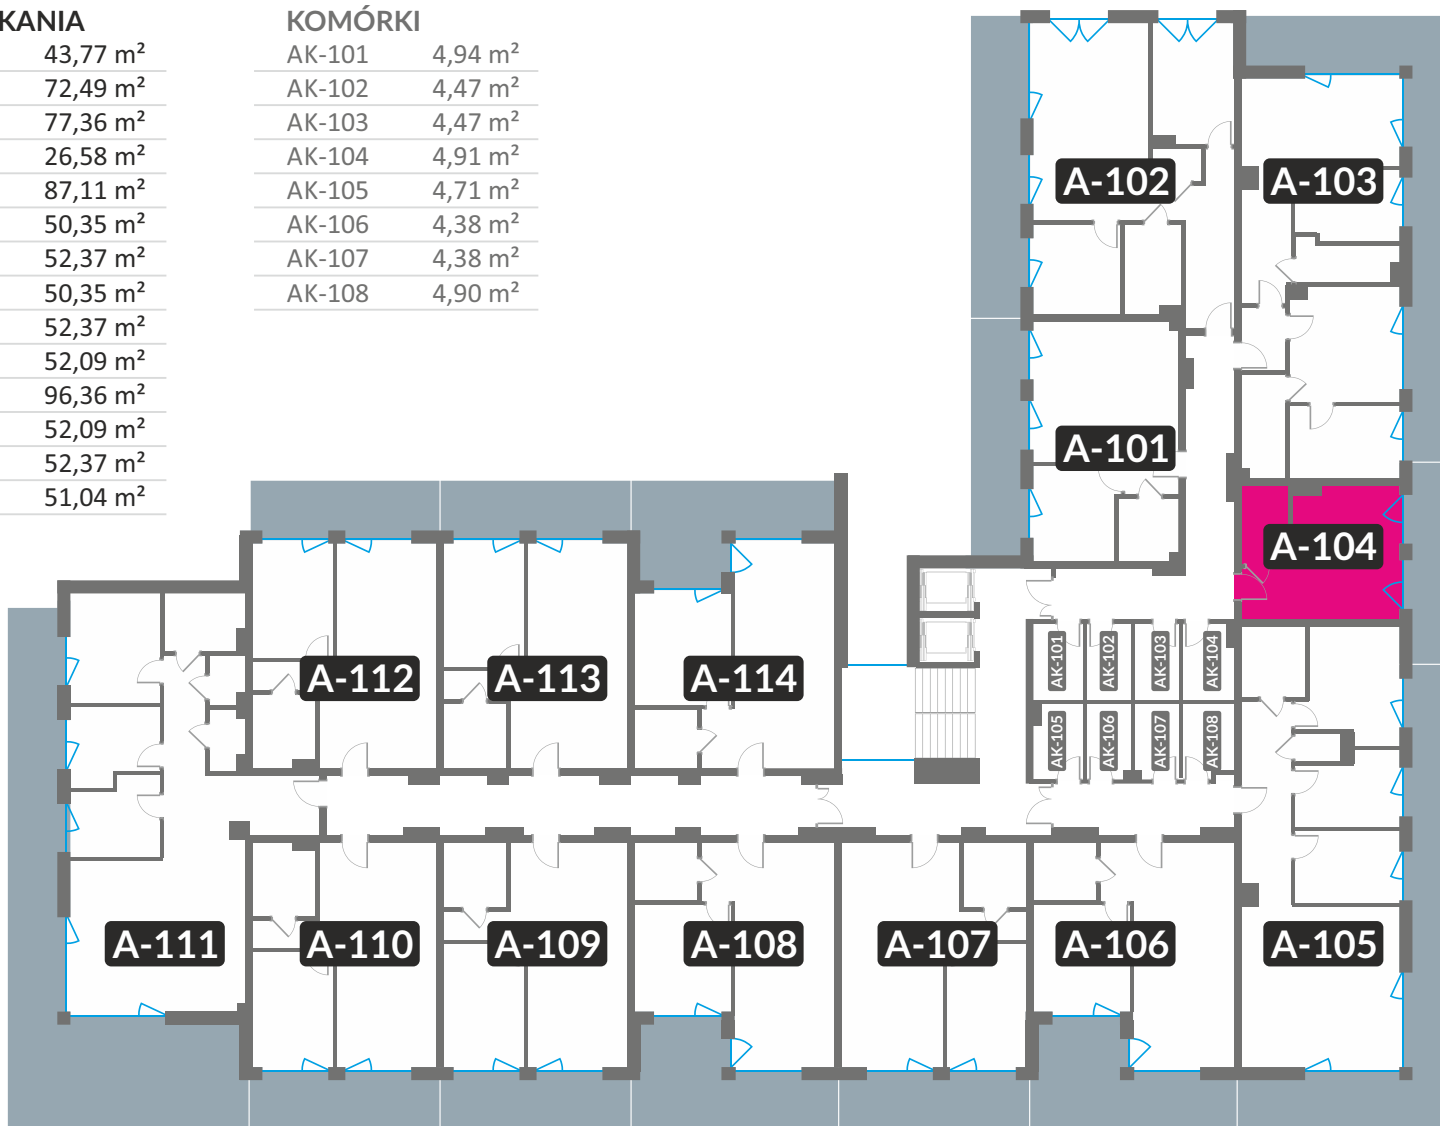 KANIA
43,77 m²
72,49 m²
77,36 m²
26,58 m²
87,11 m²
50,35 m²
52,37 m²
50,35 m²
52,37 m²
52,09 m²
96,36 m²
52,09 m²
52,37 m²
51,04 m²
KOMÓRKI
AK-101 4,94 m²
AK-102 4,47 m²
AK-103 4,47 m²
AK-104 4,91 m²
AK-105 4,71 m²
AK-106 4,38 m²
AK-107 4,38 m²
AK-108 4,90 m²
A-102
A-103
A-101
A-104
AK-101
AK-102
AK-103
AK-104
A-112
A-113
A-114
AK-105
AK-106
AK-107
AK-108
A-111
A-110
A-109
A-108
A-107
A-106
A-105